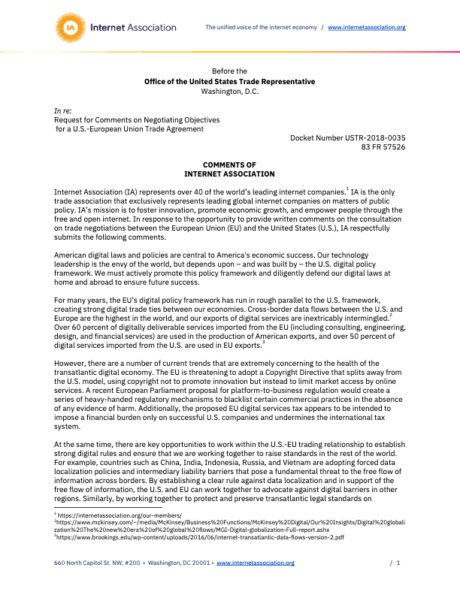 IA
Internet Association
The unified voice of the internet economy / www.internetassociation.org
Before the
Office of the United States Trade Representative
Washington, D.C.
In re:
Request for Comments on Negotiating Objectives
for a U.S.-European Union Trade Agreement
Docket Number USTR-2018-0035
83 FR 57526
COMMENTS OF
INTERNET ASSOCIATION
Internet Association (IA) represents over 40 of the world's leading internet companies.1 IA is the only
trade association that exclusively represents leading global internet companies on matters of public
policy. IA's mission is to foster innovation, promote economic growth, and empower people through the
free and open internet. In response to the opportunity to provide written comments on the consultation
on trade negotiations between the European Union (EU) and the United States (U.S.), IA respectfully
submits the following comments.
American digital laws and policies are central to America's economic success. Our technology
leadership is the envy of the world, but depends upon – and was built by – the U.S. digital policy
framework. We must actively promote this policy framework and diligently defend our digital laws at
home and abroad to ensure future success.
For many years, the EU's digital policy framework has run in rough parallel to the U.S. framework,
creating strong digital trade ties between our economies. Cross-border data flows between the U.S. and
Europe are the highest in the world, and our exports of digital services are inextricably intermingled.2
Over 60 percent of digitally deliverable services imported from the EU (including consulting, engineering,
design, and financial services) are used in the production of American exports, and over 50 percent of
digital services imported from the U.S. are used in EU exports.3
However, there are a number of current trends that are extremely concerning to the health of the
transatlantic digital economy. The EU is threatening to adopt a Copyright Directive that splits away from
the U.S. model, using copyright not to promote innovation but instead to limit market access by online
services. A recent European Parliament proposal for platform-to-business regulation would create a
series of heavy-handed regulatory mechanisms to blacklist certain commercial practices in the absence
of any evidence of harm. Additionally, the proposed EU digital services tax appears to be intended to
impose a financial burden only on successful US companies and undermines the international tax
system.
At the same time, there are key opportunities to work within the U.S.-EU trading relationship to establish
strong digital rules and ensure that we are working together to raise standards in the rest of the world.
For example, countries such as China, India, Indonesia, Russia, and Vietnam are adopting forced data
localization policies and intermediary liability barriers that pose a fundamental threat to the free flow of
information across borders. By establishing a clear rule against data localization and in support of the
free flow of information, the U.S. and EU can work together to advocate against digital barriers in other
regions. Similarly, by working together to protect and preserve transatlantic legal standards on
1 https://internetassociation.org/our-members/
2https://www.mckinsey.com/~/media/McKinsey/Business%20Functions/McKinsey%20Digital/Our%20Insights/Digital%20globali
zation%20The%20new%20era%20of%20global%20flows/MGI-Digital-globalization-Full-report.ashx
3https://www.brookings.edu/wp-content/uploads/2016/06/internet-transatlantic-data-flows-version-2.pdf
660 North Capitol St. NW, #200 • Washington, DC 20001 • www.internetassociation.org / 1